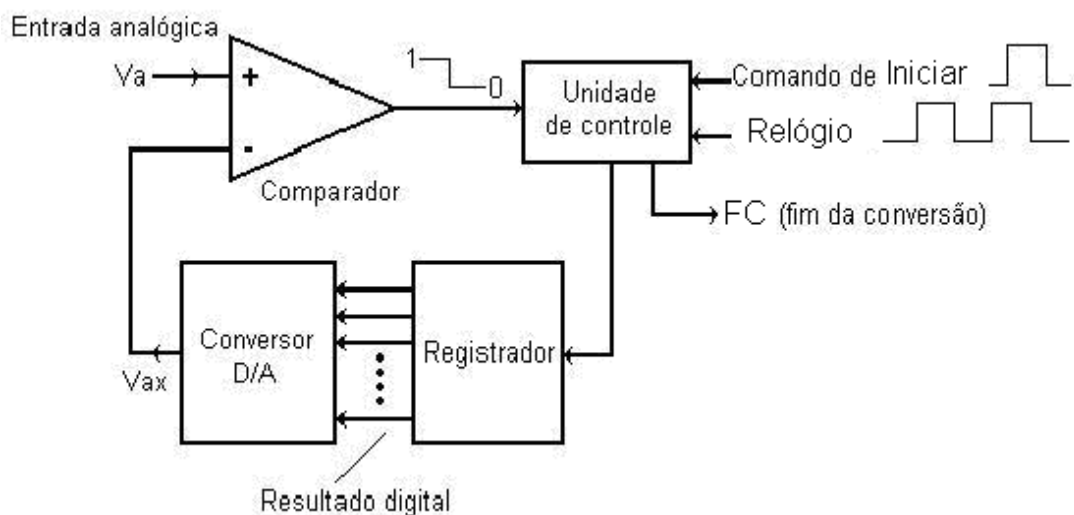 Entrada analógica
Va
+
-
Comparador
1
0
Unidade
de controle
Comando de Iniciar
Relógio
FC (fim da conversão)
Conversor
D/A
Registrador
Vax
Resultado digital